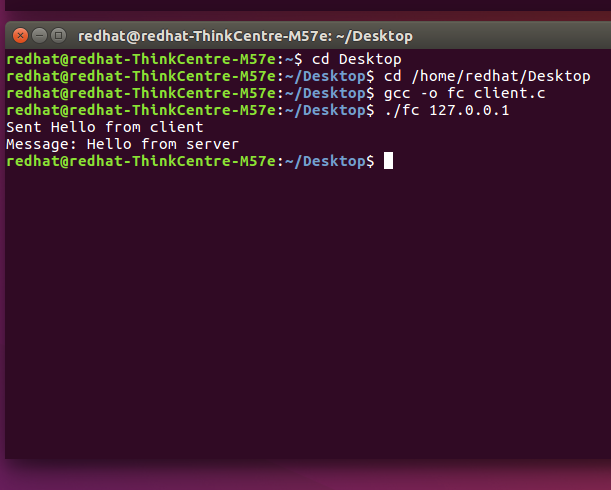 redhat@redhat-ThinkCentre-M57e: ~/Desktop
redhat@redhat-ThinkCentre-M57e:~$ cd Desktop
redhat@redhat-ThinkCentre-M57e:~/Desktop$ cd /home/redhat/Desktop
redhat@redhat-ThinkCentre-M57e:~/Desktop$ gcc -o fc client.c
redhat@redhat-ThinkCentre-M57e:~/Desktop$ ./fc 127.0.0.1
Sent Hello from client
Message: Hello from server
redhat@redhat-ThinkCentre-M57e:~/Desktop$